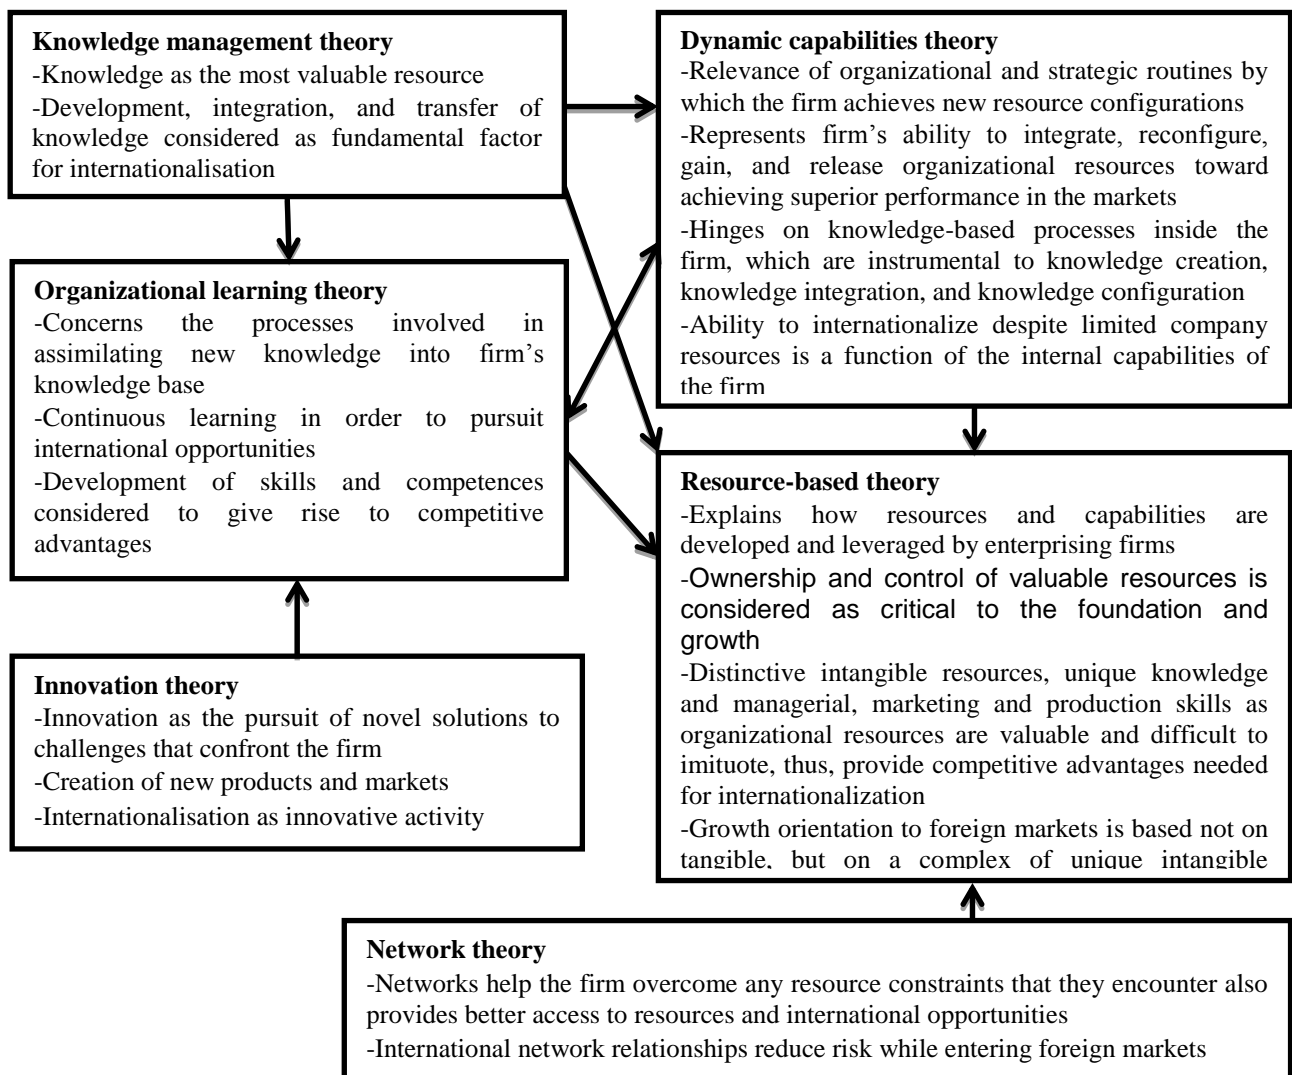 Knowledge management theory
-Knowledge as the most valuable resource
-Development, integration, and transfer of
knowledge considered as fundamental factor
for internationalisation
Dynamic capabilities theory
-Relevance of organizational and strategic routines by
which the firm achieves new resource configurations
-Represents firm's ability to integrate, reconfigure,
gain, and release organizational resources toward
achieving superior performance in the markets
-Hinges on knowledge-based processes inside the
firm, which are instrumental to knowledge creation,
knowledge integration, and knowledge configuration
-Ability to internationalize despite limited company
resources is a function of the internal capabilities of
the firm
Organizational learning theory
-Concerns the processes involved in
assimilating new knowledge into firm's
knowledge base
-Continuous learning in order to pursuit
international opportunities
-Development of skills and competences
considered to give rise to competitive
advantages
Resource-based theory
-Explains how resources and capabilities are
developed and leveraged by enterprising firms
-Ownership and control of valuable resources is
considered as critical to the foundation and
growth
-Distinctive intangible resources, unique knowledge
and managerial, marketing and production skills as
organizational resources are valuable and difficult to
imituote, thus, provide competitive advantages needed
for internationalization
-Growth orientation to foreign markets is based not on
tangible, but on a complex of unique intangible
Innovation theory
-Innovation as the pursuit of novel solutions to
challenges that confront the firm
-Creation of new products and markets
-Internationalisation as innovative activity
Network theory
-Networks help the firm overcome any resource constraints that they encounter also
provides better access to resources and international opportunities
-International network relationships reduce risk while entering foreign markets